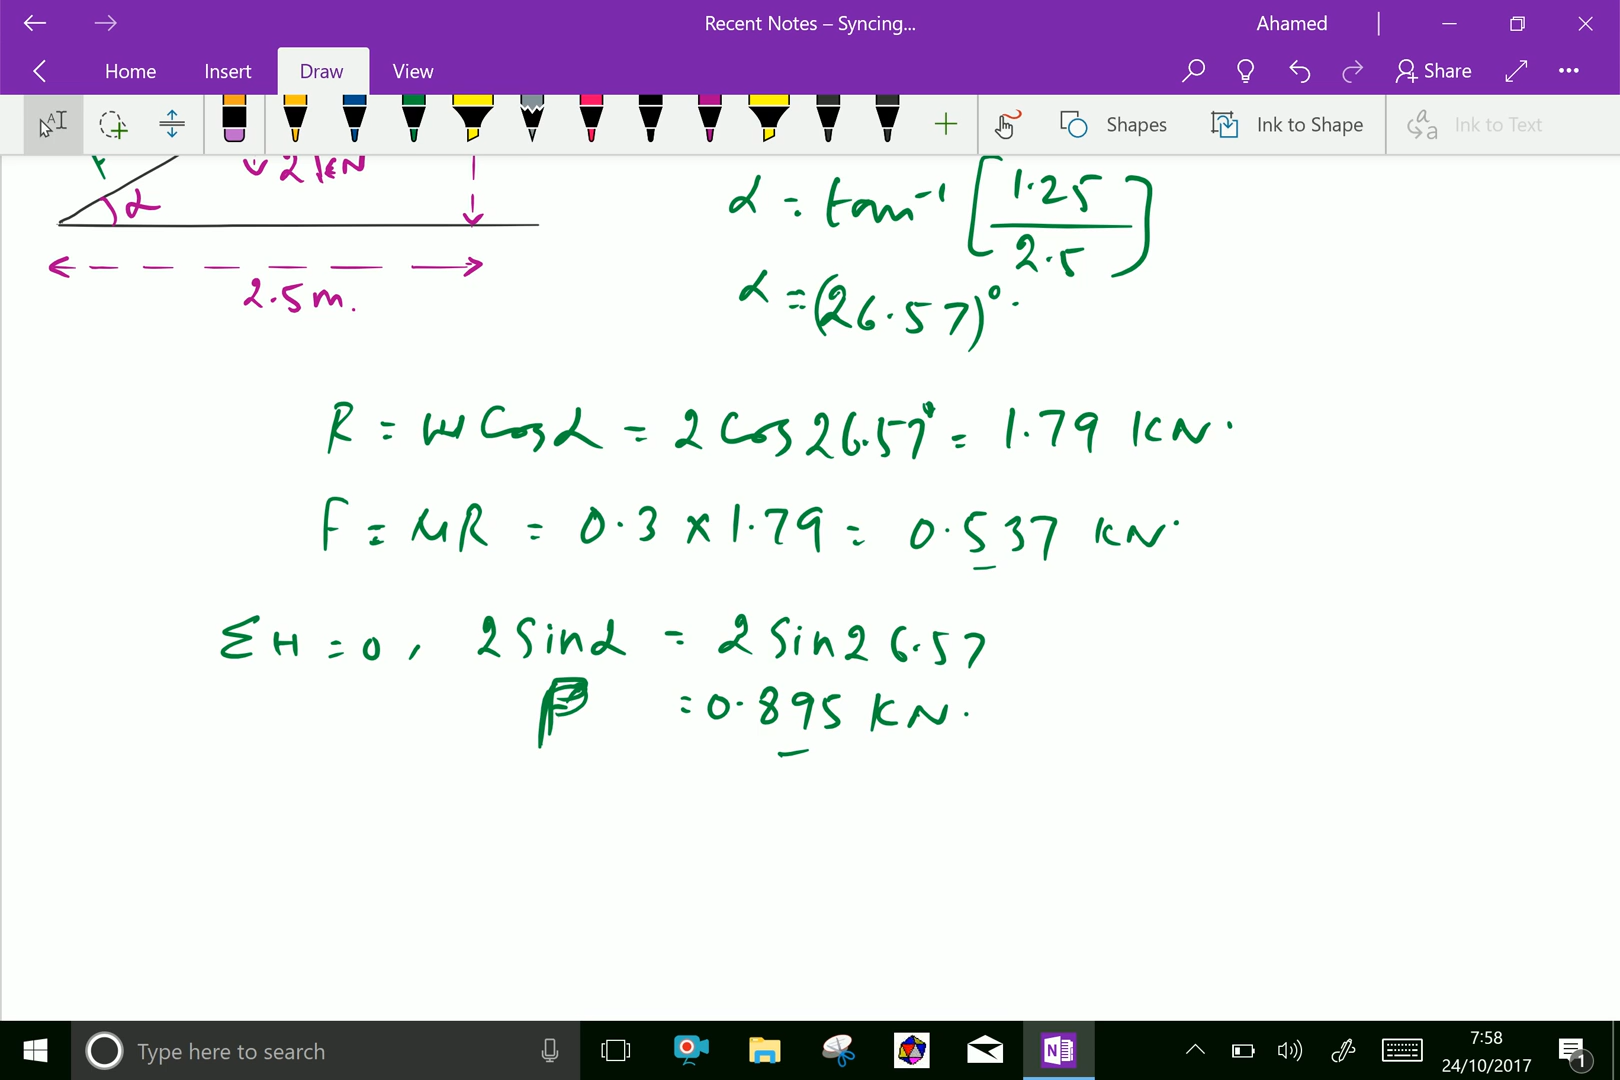 Recent Notes – Syncing...
Ahamed
Home Insert Draw View
Share
Shapes Ink to Shape Ink to Text
2 kN
α
2.5 m.
α = tan⁻¹ [1.25/2.5]
α = (26.57)°.
R = W Cos α = 2 Cos 26.57° = 1.79 KN.
F = μR = 0.3 × 1.79 = 0.537 KN.
ΣH = 0, 2 Sin α = 2 Sin 26.57
= 0.895 KN.
Type here to search
7:58
24/10/2017
1